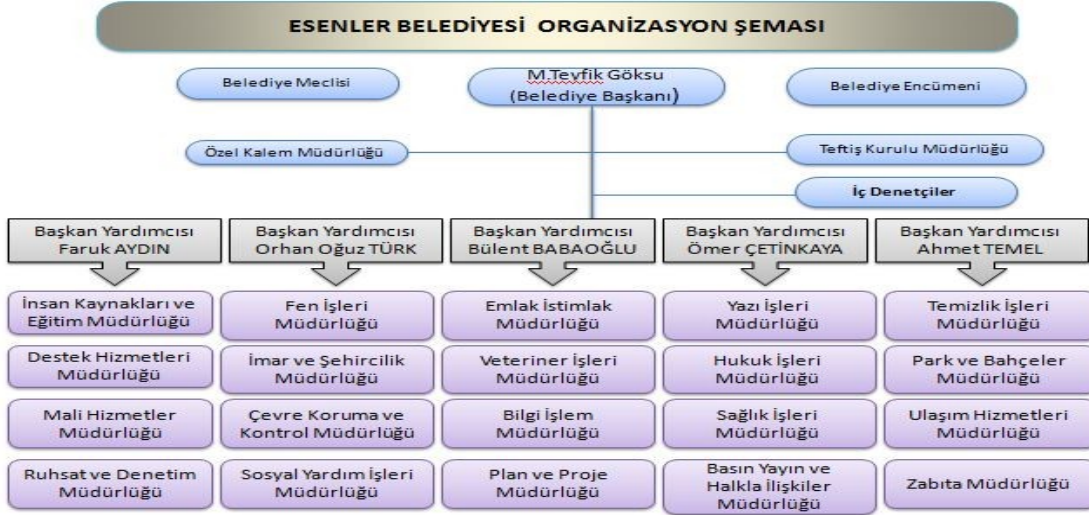 ESENLER BELEDİYESİ ORGANİZASYON ŞEMASI
Belediye Meclisi
M.Tevfik Göksu
(Belediye Başkanı)
Belediye Encümeni
Özel Kalem Müdürlüğü
Teftiş Kurulu Müdürlüğü
İç Denetçiler
Başkan Yardımcısı
Faruk AYDIN
Başkan Yardımcısı
Orhan Oğuz TÜRK
Başkan Yardımcısı
Bülent BABAOĞLU
Başkan Yardımcısı
Ömer ÇETİNKAYA
Başkan Yardımcısı
Ahmet TEMEL
İnsan Kaynakları ve
Eğitim Müdürlüğü
Fen İşleri
Müdürlüğü
Emlak İstimlak
Müdürlüğü
Yazı İşleri
Müdürlüğü
Temizlik İşleri
Müdürlüğü
Destek Hizmetleri
Müdürlüğü
İmar ve Şehircilik
Müdürlüğü
Veteriner İşleri
Müdürlüğü
Hukuk İşleri
Müdürlüğü
Park ve Bahçeler
Müdürlüğü
Mali Hizmetler
Müdürlüğü
Çevre Koruma ve
Kontrol Müdürlüğü
Bilgi İşlem
Müdürlüğü
Sağlık İşleri
Müdürlüğü
Ulaşım Hizmetleri
Müdürlüğü
Ruhsat ve Denetim
Müdürlüğü
Sosyal Yardım İşleri
Müdürlüğü
Plan ve Proje
Müdürlüğü
Basın Yayın ve
Halkla İlişkiler
Müdürlüğü
Zabıta Müdürlüğü